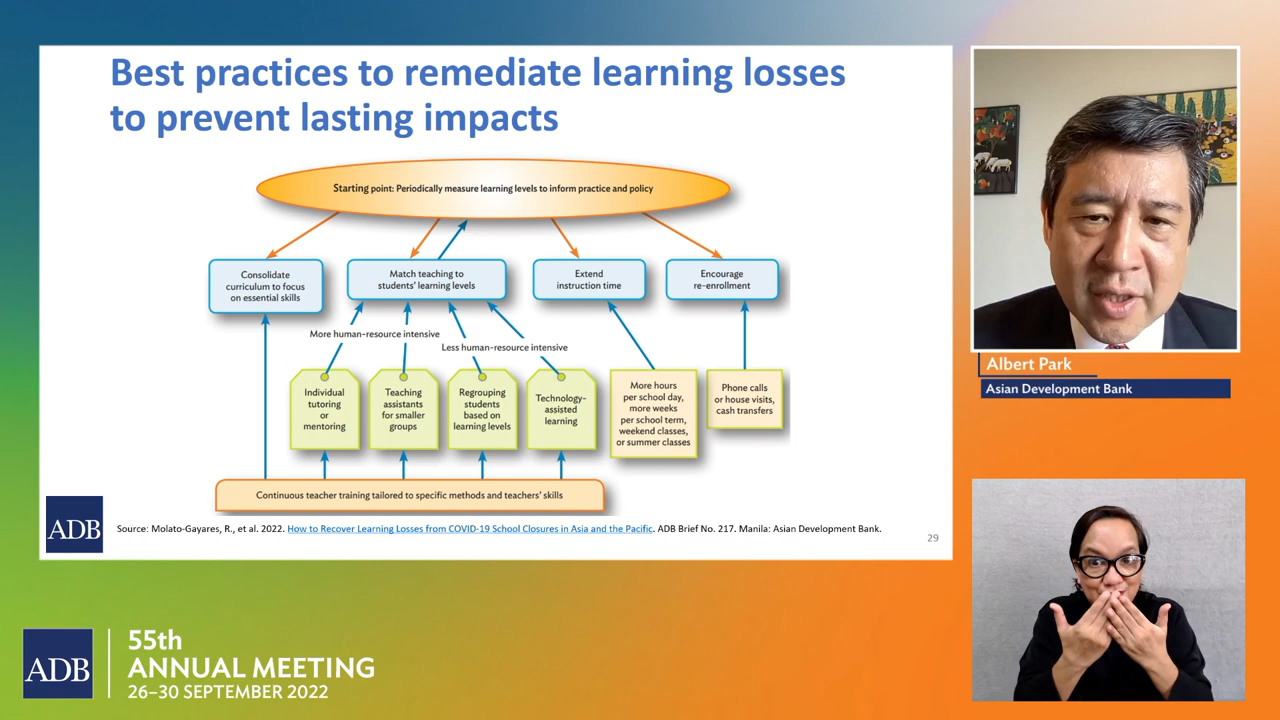 Best practices to remediate learning losses
to prevent lasting impacts
Starting point: Periodically measure learning levels to inform practice and policy
Consolidate
curriculum to focus
on essential skills
Match teaching to
students' learning levels
Extend
instruction time
Encourage
re-enrollment
More human-resource intensive
Less human-resource intensive
Individual
tutoring
or
mentoring
Teaching
assistants
for smaller
groups
Regrouping
students
based on
learning levels
Technology-
assisted
learning
More hours
per school day,
more weeks
per school term,
weekend classes,
or summer classes
Phone calls
or house visits,
cash transfers
Continuous teacher training tailored to specific methods and teachers' skills
ADB
Source: Molato-Gayares, R., et al. 2022. How to Recover Learning Losses from COVID-19 School Closures in Asia and the Pacific. ADB Brief No. 217. Manila: Asian Development Bank.
29
Albert Park
Asian Development Bank
ADB
55th
ANNUAL MEETING
26–30 SEPTEMBER 2022